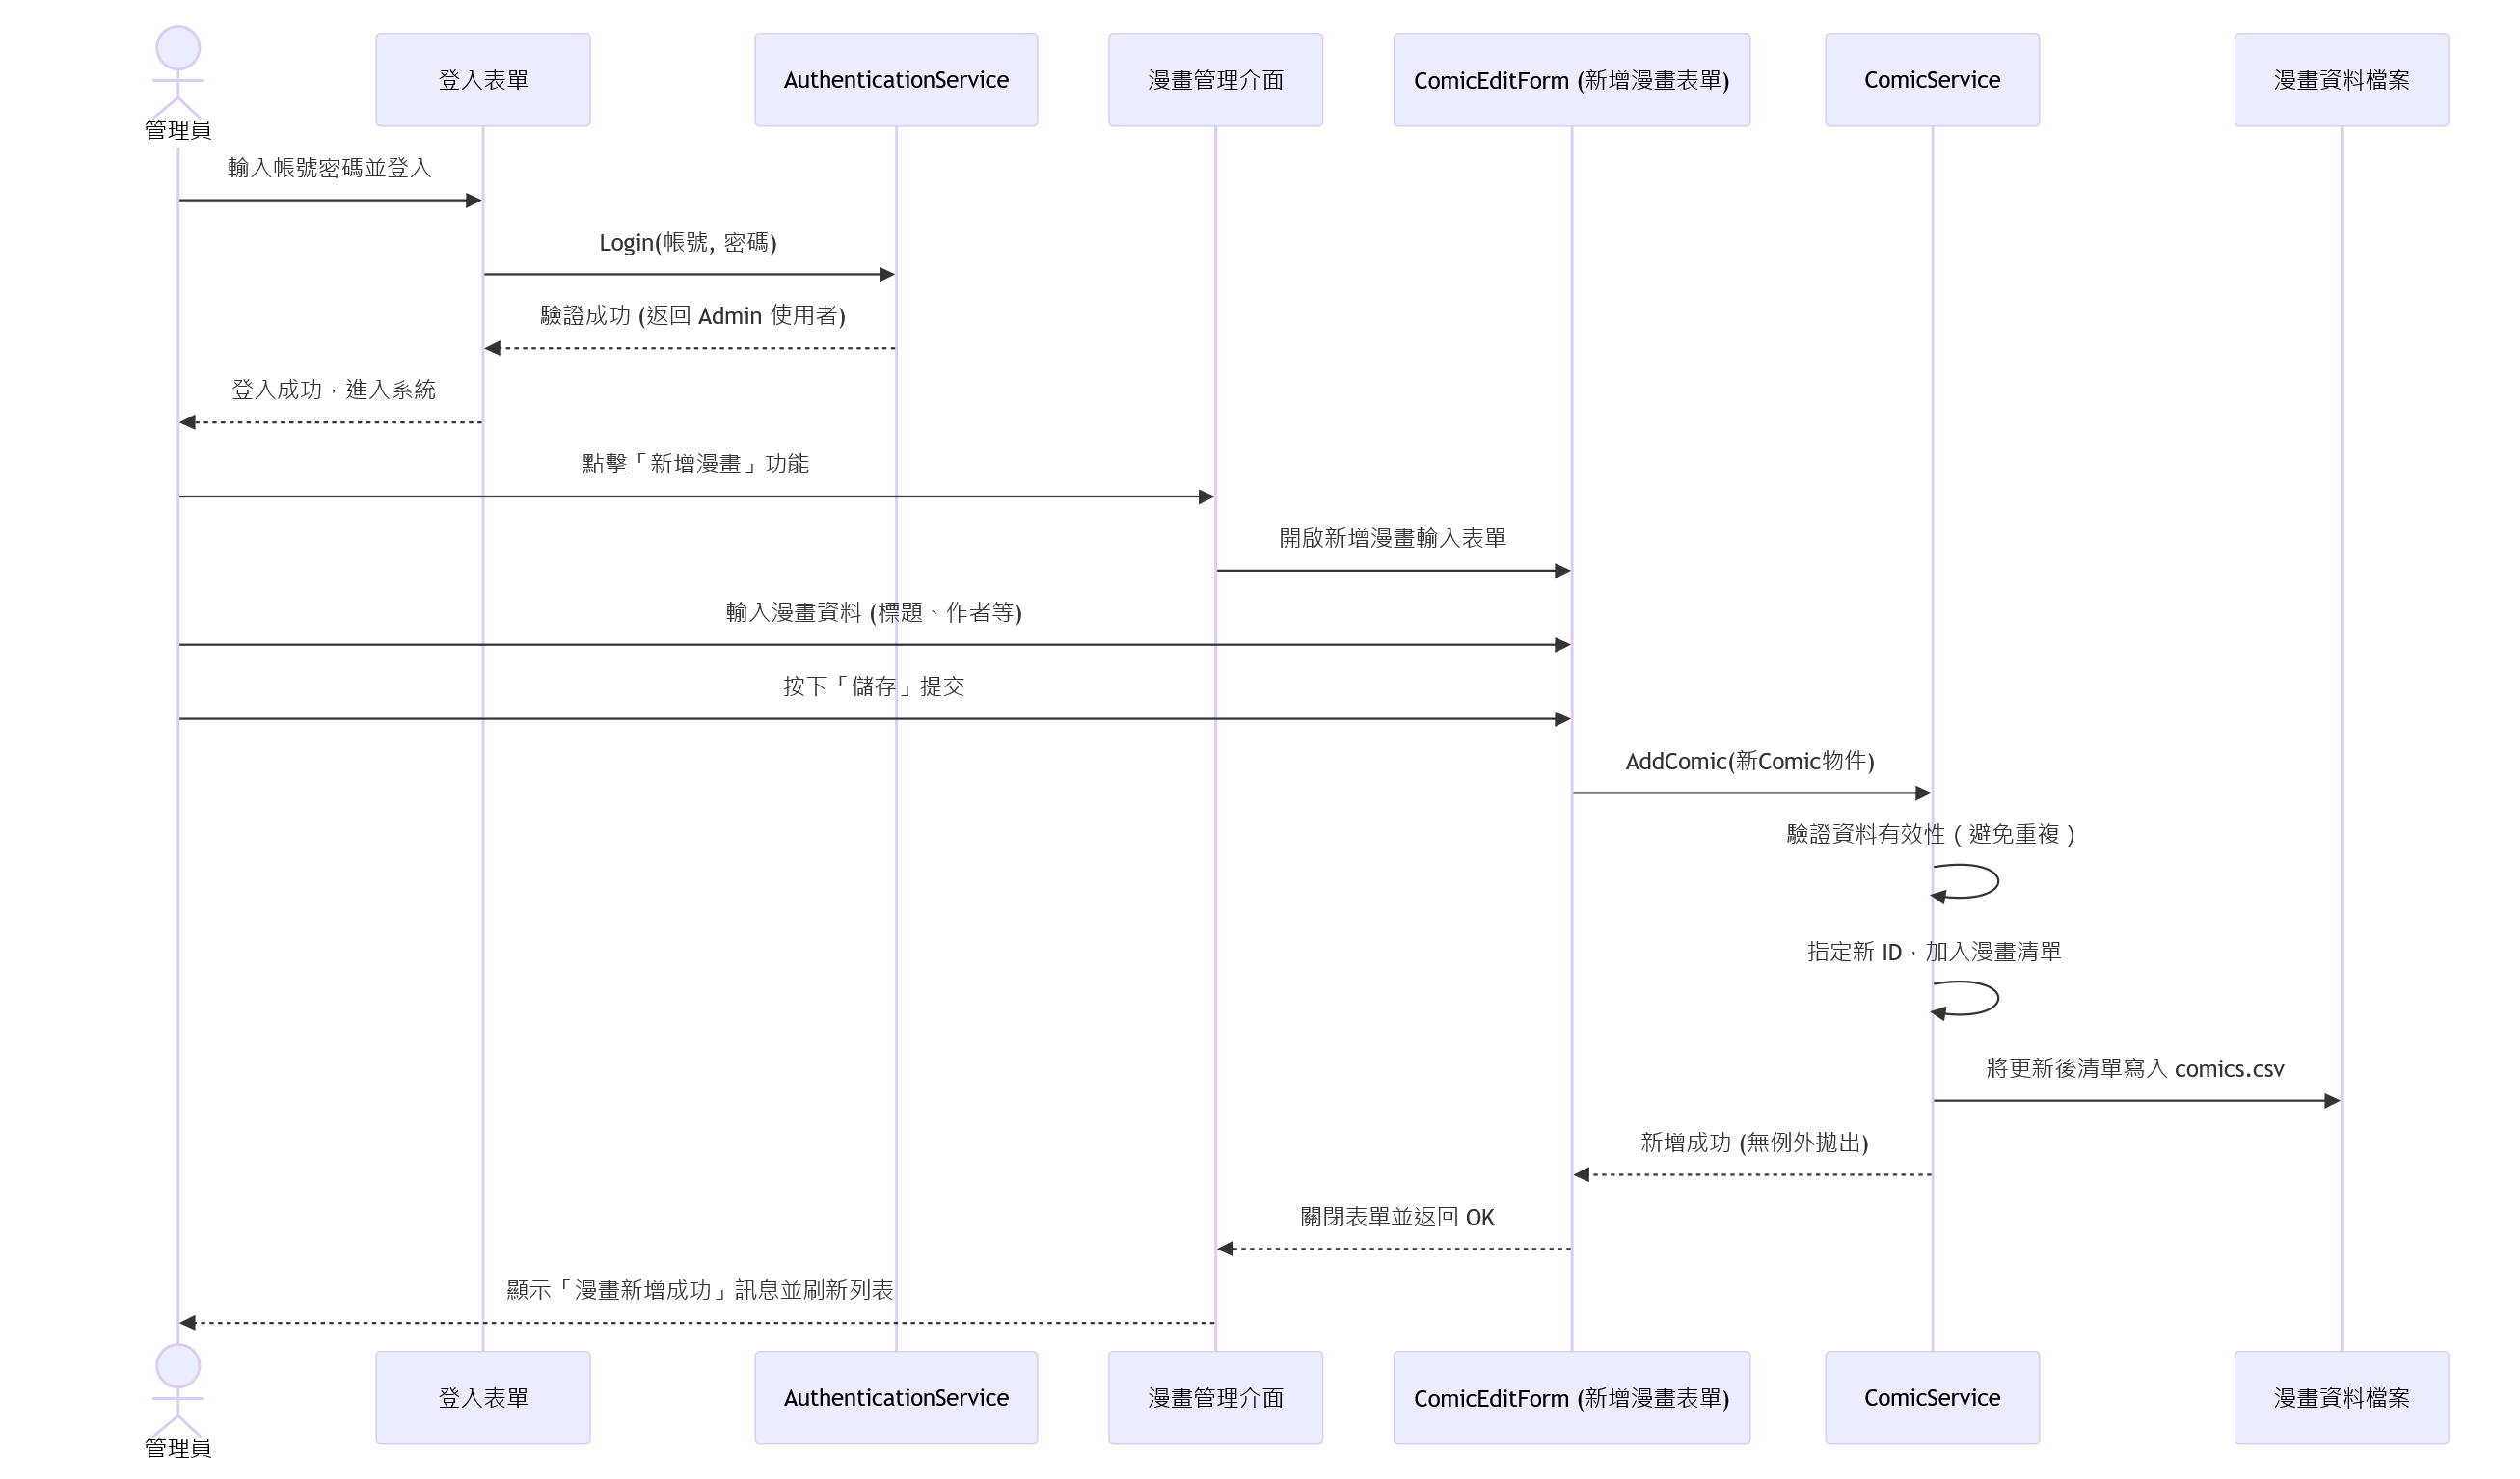 管理員
登入表單
AuthenticationService
漫畫管理介面
ComicEditForm (新增漫畫表單)
ComicService
漫畫資料檔案
輸入帳號密碼並登入
Login(帳號, 密碼)
驗證成功 (返回 Admin 使用者)
登入成功，進入系統
點擊「新增漫畫」功能
開啟新增漫畫輸入表單
輸入漫畫資料 (標題、作者等)
按下「儲存」提交
AddComic(新Comic物件)
驗證資料有效性（避免重複）
指定新 ID，加入漫畫清單
將更新後清單寫入 comics.csv
新增成功 (無例外拋出)
關閉表單並返回 OK
顯示「漫畫新增成功」訊息並刷新列表
管理員
登入表單
AuthenticationService
漫畫管理介面
ComicEditForm (新增漫畫表單)
ComicService
漫畫資料檔案